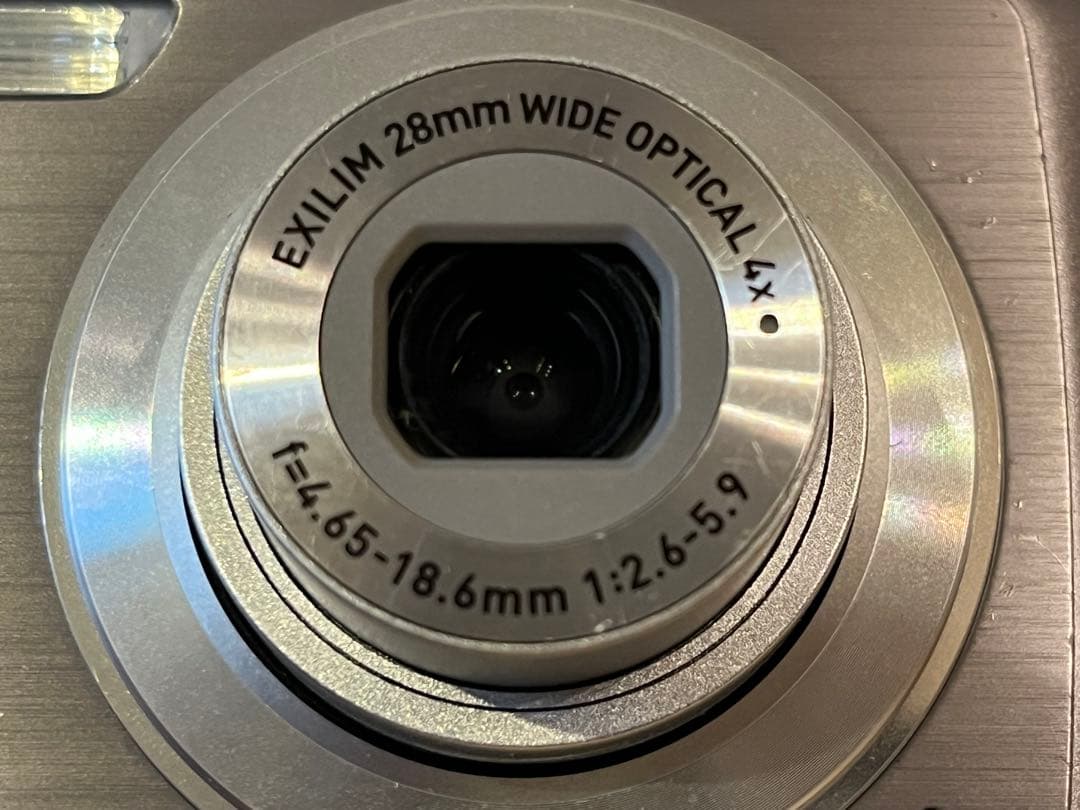 EXILIM 28mm WIDE OPTICAL 4x
f=4.65-18.6mm 1:2.6-5.9